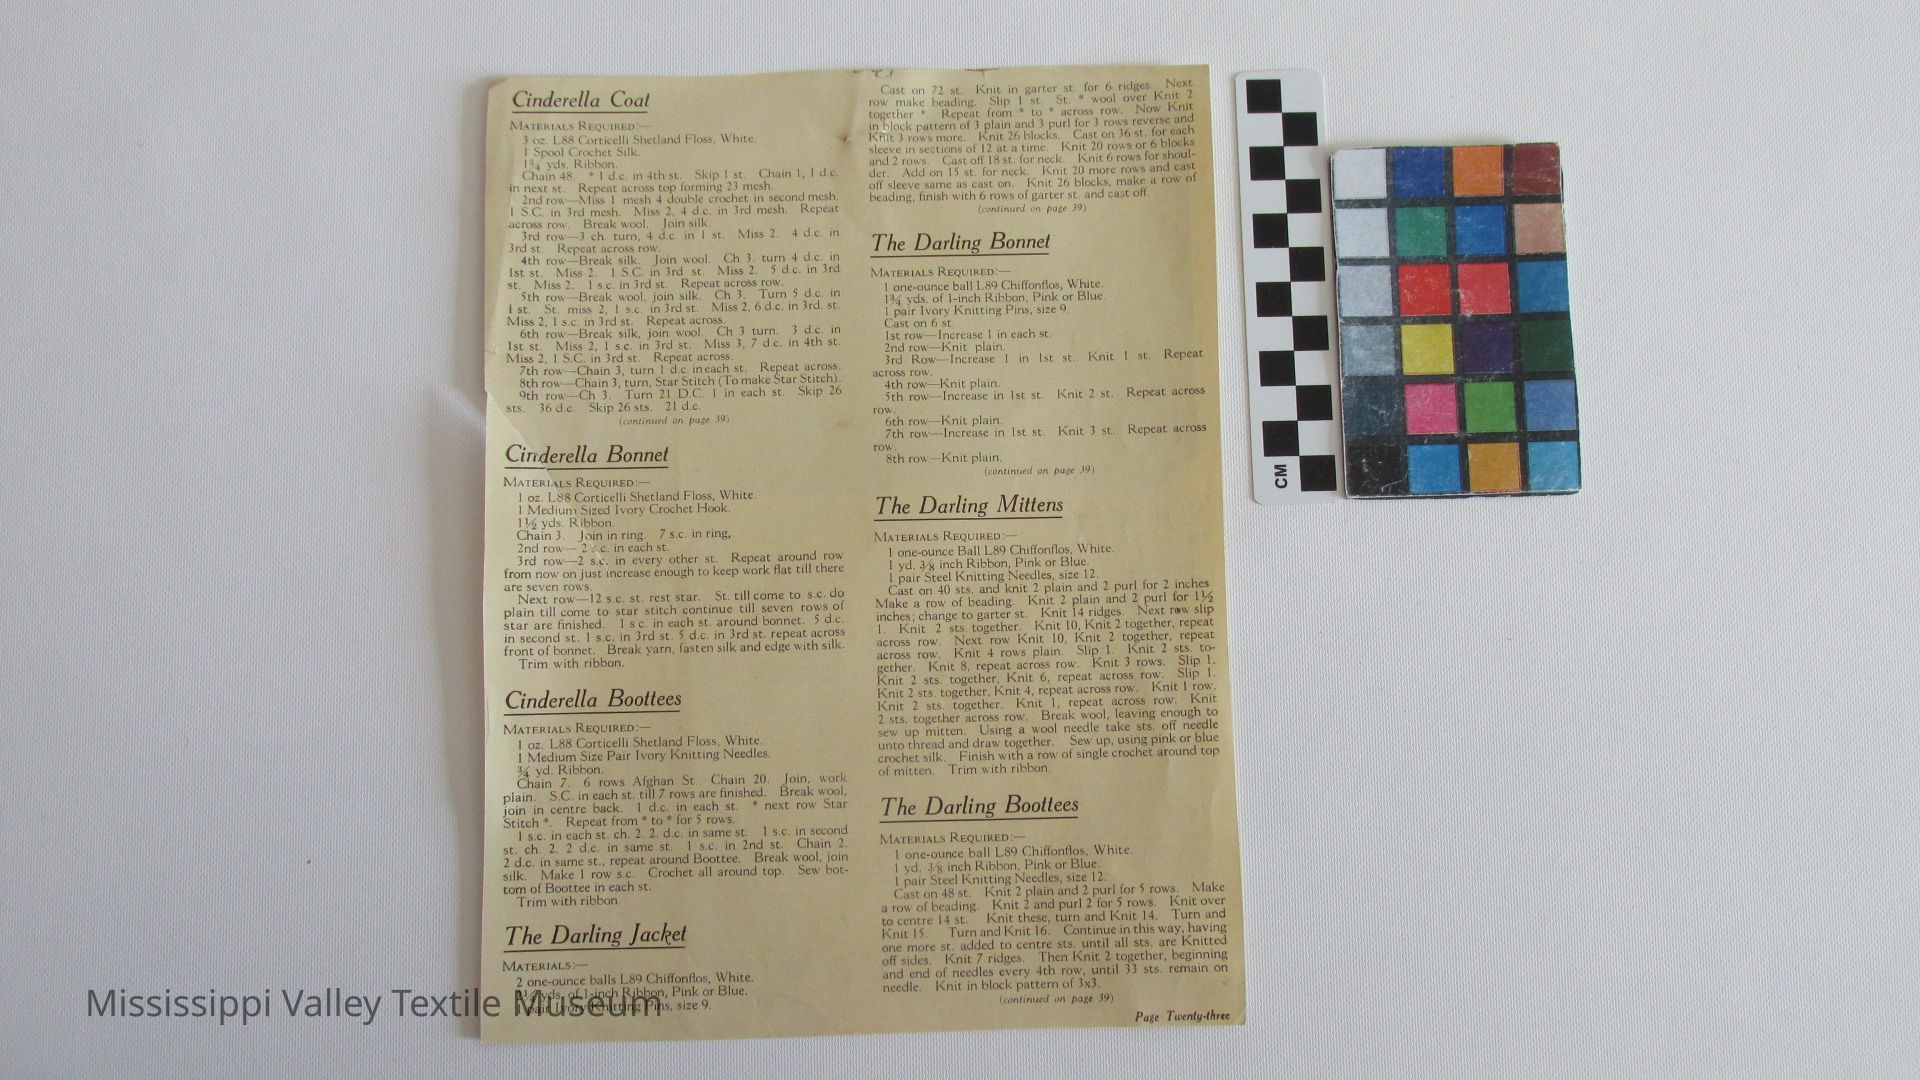 Cinderella Coat
MATERIALS REQUIRED:—
3 oz. L88 Corticelli Shetland Floss, White.
1 Spool Crochet Silk.
1¾ yds. Ribbon.
Chain 48. * 1 d.c. in 4th st. Skip 1 st. Chain 1, 1 d.c.
in next st. Repeat across top forming 23 mesh.
2nd row—Miss 1 mesh 4 double crochet in second mesh.
1 S.C. in 3rd mesh. Miss 2, 4 d.c. in 3rd mesh. Repeat
across row. Break wool. Join silk.
3rd row—3 ch. turn, 4 d.c. in 1 st. Miss 2. 4 d.c. in
3rd st. Repeat across row.
4th row—Break silk. Join wool. Ch 3. turn 4 d.c. in
1st st. Miss 2. 1 S.C. in 3rd st. Miss 2. 5 d.c. in 3rd
st. Miss 2. 1 s.c. in 3rd st. Repeat across row.
5th row—Break wool, join silk. Ch 3. Turn 5 d.c. in
1 st. St. miss 2, 1 s.c. in 3rd st. Miss 2, 6 d.c. in 3rd. st.
Miss 2, 1 s.c. in 3rd st. Repeat across.
6th row—Break silk, join wool. Ch 3 turn. 3 d.c. in
1st st. Miss 2, 1 s.c. in 3rd st. Miss 3, 7 d.c. in 4th st.
Miss 2, 1 S.C. in 3rd st. Repeat across.
7th row—Chain 3, turn 1 d.c. in each st. Repeat across.
8th row—Chain 3, turn, Star Stitch (To make Star Stitch).
9th row—Ch 3. Turn 21 D.C. 1 in each st. Skip 26
sts. 36 d.c. Skip 26 sts. 21 d.c.
(continued on page 39)
Cinderella Bonnet
MATERIALS REQUIRED:—
1 oz. L88 Corticelli Shetland Floss, White.
1 Medium Sized Ivory Crochet Hook.
1½ yds. Ribbon.
Chain 3. Join in ring. 7 s.c. in ring,
2nd row—2 s.c. in each st.
3rd row—2 s.c. in every other st. Repeat around row
from now on just increase enough to keep work flat till there
are seven rows.
Next row—12 s.c. st. rest star. St. till come to s.c. do
plain till come to star stitch continue till seven rows of
star are finished. 1 s c. in each st. around bonnet. 5 d.c.
in second st. 1 s.c. in 3rd st. 5 d.c. in 3rd st. repeat across
front of bonnet. Break yarn, fasten silk and edge with silk.
Trim with ribbon.
Cinderella Boottees
MATERIALS REQUIRED:—
1 oz. L88 Corticelli Shetland Floss, White.
1 Medium Size Pair Ivory Knitting Needles.
¾ yd. Ribbon.
Chain 7. 6 rows Afghan St. Chain 20. Join, work
plain. S.C. in each st. till 7 rows are finished. Break wool,
join in centre back. 1 d.c. in each st. * next row Star
Stitch *. Repeat from * to * for 5 rows.
1 s.c. in each st. ch. 2. 2. d.c. in same st. 1 s.c. in second
st. ch. 2. 2 d.c. in same st. 1 s.c. in 2nd st. Chain 2.
2 d.c. in same st., repeat around Boottee. Break wool, join
silk. Make 1 row s.c. Crochet all around top. Sew bot-
tom of Boottee in each st.
Trim with ribbon.
The Darling Jacket
MATERIALS:—
2 one-ounce balls L89 Chiffonflos, White.
yds. of 1-inch Ribbon, Pink or Blue.
1 pair Ivory Knitting Pins, size 9.
Cast on 72 st. Knit in garter st. for 6 ridges. Next
row make beading. Slip 1 st. St. * wool over Knit 2
together *. Repeat from * to * across row. Now Knit
in block pattern of 3 plain and 3 purl for 3 rows reverse and
Knit 3 rows more. Knit 26 blocks. Cast on 36 st. for each
sleeve in sections of 12 at a time. Knit 20 rows or 6 blocks
and 2 rows. Cast off 18 st. for neck. Knit 6 rows for shoul-
der. Add on 15 st. for neck. Knit 20 more rows and cast
off sleeve same as cast on. Knit 26 blocks, make a row of
beading, finish with 6 rows of garter st. and cast off.
(continued on page 39)
The Darling Bonnet
MATERIALS REQUIRED:—
1 one-ounce ball L89 Chiffonflos, White.
1¾ yds. of 1-inch Ribbon, Pink or Blue.
1 pair Ivory Knitting Pins, size 9.
Cast on 6 st.
1st row—Increase 1 in each st.
2nd row—Knit plain.
3rd Row—Increase 1 in 1st st. Knit 1 st. Repeat
across row.
4th row—Knit plain.
5th row—Increase in 1st st. Knit 2 st. Repeat across
row.
6th row—Knit plain.
7th row—Increase in 1st st. Knit 3 st. Repeat across
row.
8th row—Knit plain.
(continued on page 39)
The Darling Mittens
MATERIALS REQUIRED:—
1 one-ounce Ball L89 Chiffonflos, White.
1 yd. ⅜ inch Ribbon, Pink or Blue.
1 pair Steel Knitting Needles, size 12.
Cast on 40 sts. and knit 2 plain and 2 purl for 2 inches
Make a row of beading. Knit 2 plain and 2 purl for 1½
inches; change to garter st. Knit 14 ridges. Next row slip
1. Knit 2 sts. together. Knit 10, Knit 2 together, repeat
across row. Next row Knit 10, Knit 2 together, repeat
across row. Knit 4 rows plain. Slip 1. Knit 2 sts. to-
gether. Knit 8, repeat across row. Knit 3 rows. Slip 1.
Knit 2 sts. together, Knit 6, repeat across row. Slip 1.
Knit 2 sts. together, Knit 4, repeat across row. Knit 1 row.
Knit 2 sts. together. Knit 1, repeat across row. Knit
2 sts. together across row. Break wool, leaving enough to
sew up mitten. Using a wool needle take sts. off needle
unto thread and draw together. Sew up, using pink or blue
crochet silk. Finish with a row of single crochet around top
of mitten. Trim with ribbon.
The Darling Boottees
MATERIALS REQUIRED:—
1 one-ounce ball L89 Chiffonflos, White.
1 yd. ⅜ inch Ribbon, Pink or Blue.
1 pair Steel Knitting Needles, size 12.
Cast on 48 st. Knit 2 plain and 2 purl for 5 rows. Make
a row of beading. Knit 2 and purl 2 for 5 rows. Knit over
to centre 14 st. Knit these, turn and Knit 14. Turn and
Knit 15. Turn and Knit 16. Continue in this way, having
one more st. added to centre sts. until all sts. are Knitted
off sides. Knit 7 ridges. Then Knit 2 together, beginning
and end of needles every 4th row, until 33 sts. remain on
needle. Knit in block pattern of 3x3.
(continued on page 39)
Page Twenty-three
CM
Mississippi Valley Textile Museum